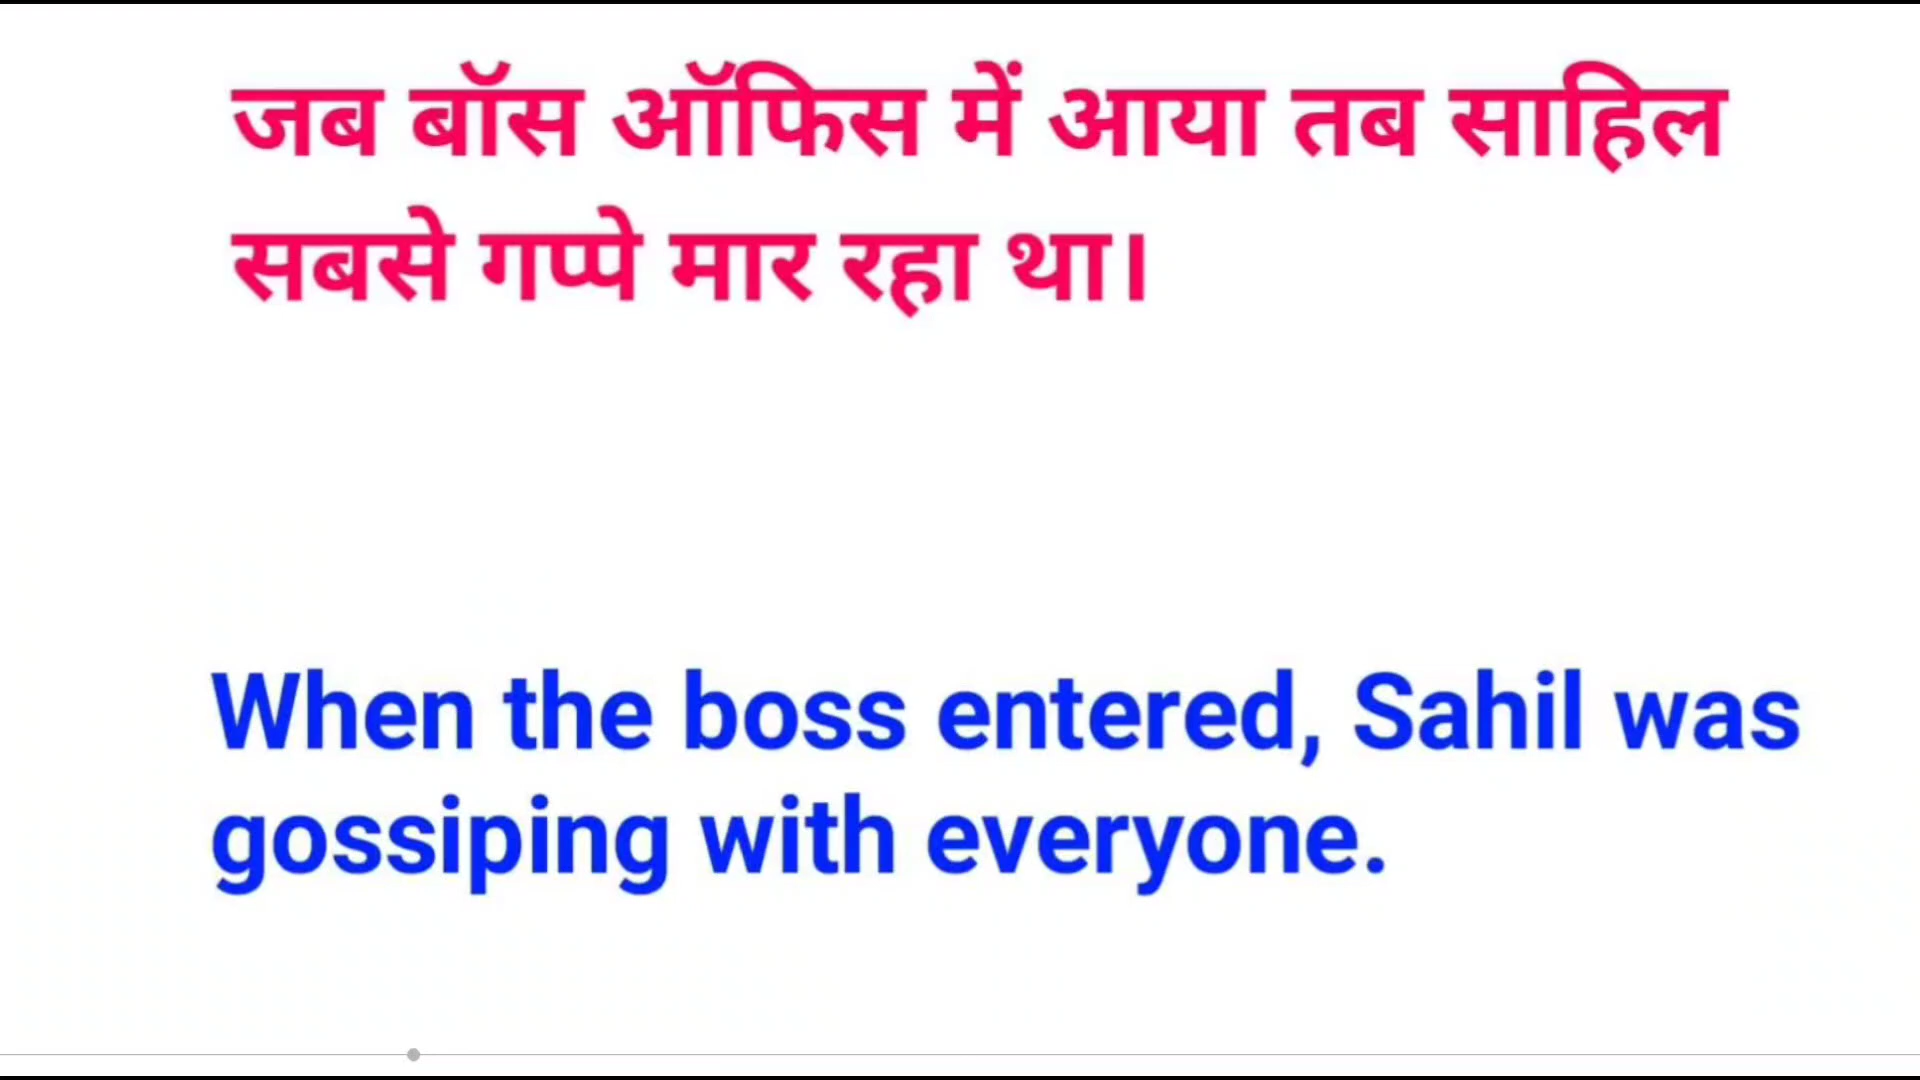 जब बॉस ऑफिस में आया तब साहिल
सबसे गप्पे मार रहा था।
When the boss entered, Sahil was
gossiping with everyone.